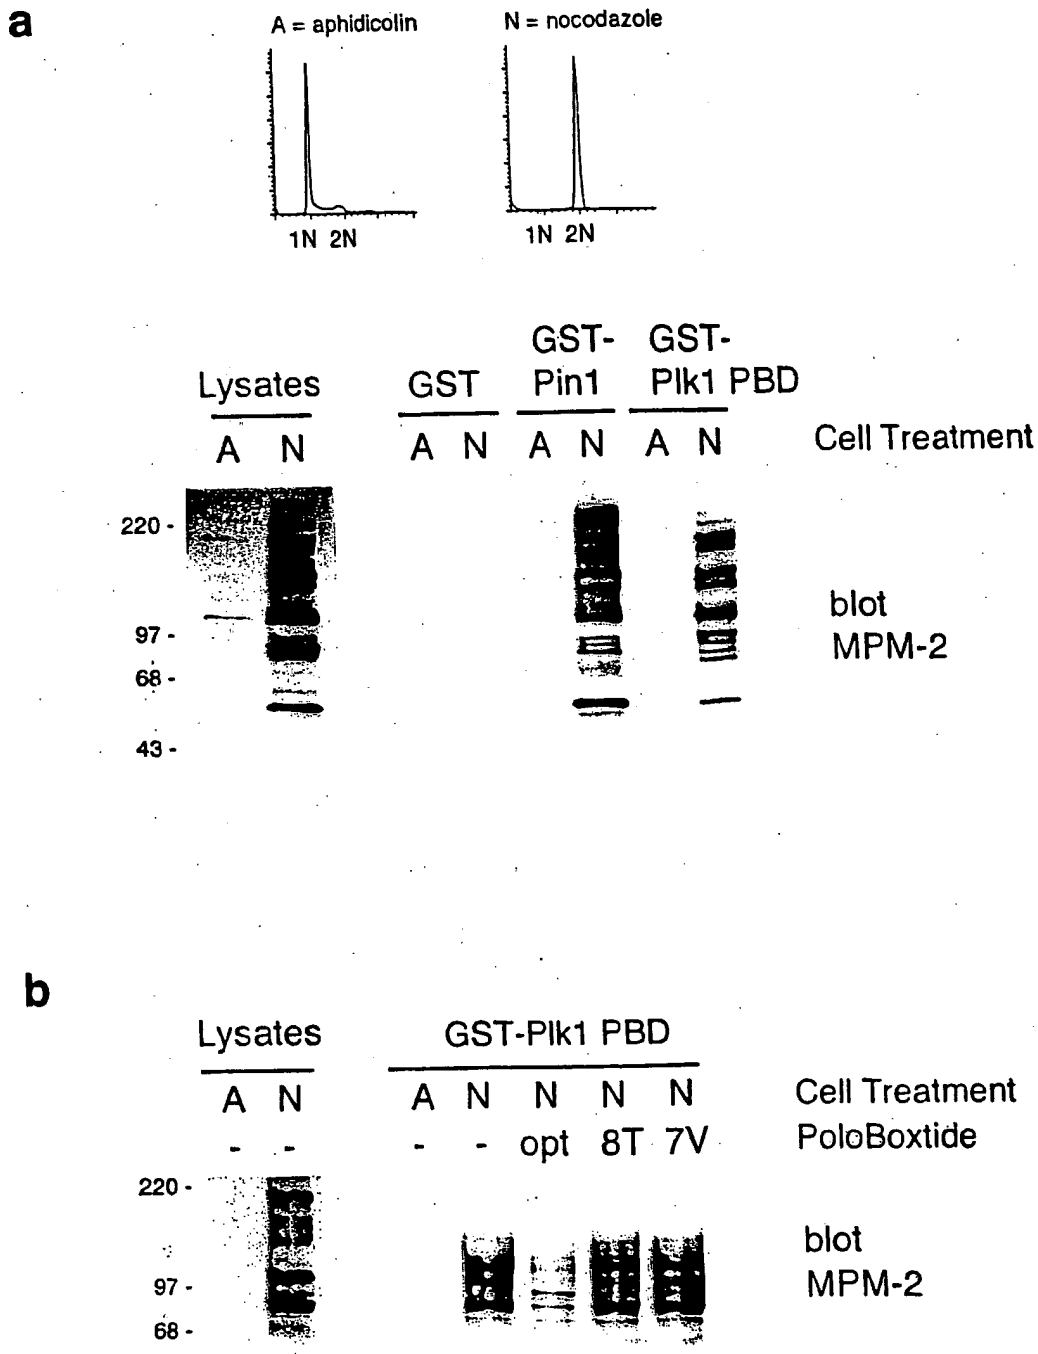 a
A = aphidicolin
N = nocodazole
1N 2N
1N 2N
Lysates
GST
GST-
Pin1
GST-
Plk1 PBD
A N A N A N A N
Cell Treatment
220 -
97 -
68 -
43 -
blot
MPM-2
b
Lysates
GST-Plk1 PBD
A N A N N N N
Cell Treatment
- - - - opt 8T 7V
PoloBoxtide
220 -
97 -
68 -
blot
MPM-2